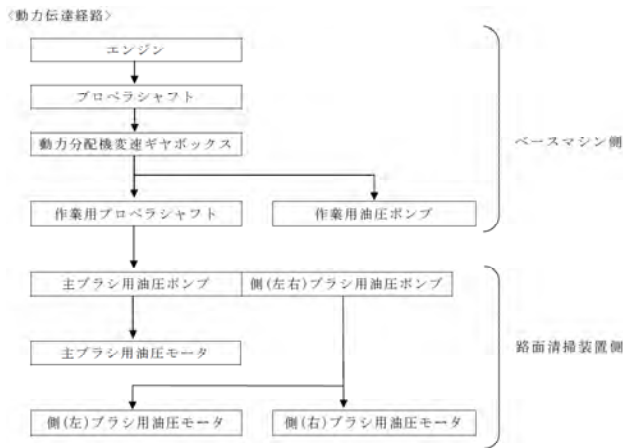 〈動力伝達経路〉
エンジン
プロペラシャフト
動力分配機変速ギヤボックス
ベースマシン側
作業用プロペラシャフト
作業用油圧ポンプ
主ブラシ用油圧ポンプ
側(左右)ブラシ用油圧ポンプ
主ブラシ用油圧モータ
路面清掃装置側
側(左)ブラシ用油圧モータ
側(右)ブラシ用油圧モータ